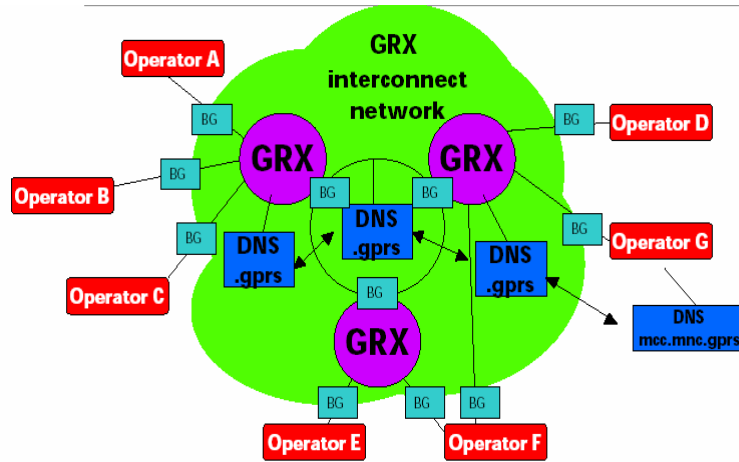 GRX
interconnect
network
Operator A
BG
BG
Operator D
GRX
GRX
BG
Operator B
BG
BG
BG
DNS
.gprs
BG
Operator G
DNS
.gprs
DNS
.gprs
Operator C
BG
DNS
mcc.mnc.gprs
GRX
BG
BG
BG
Operator E
Operator F